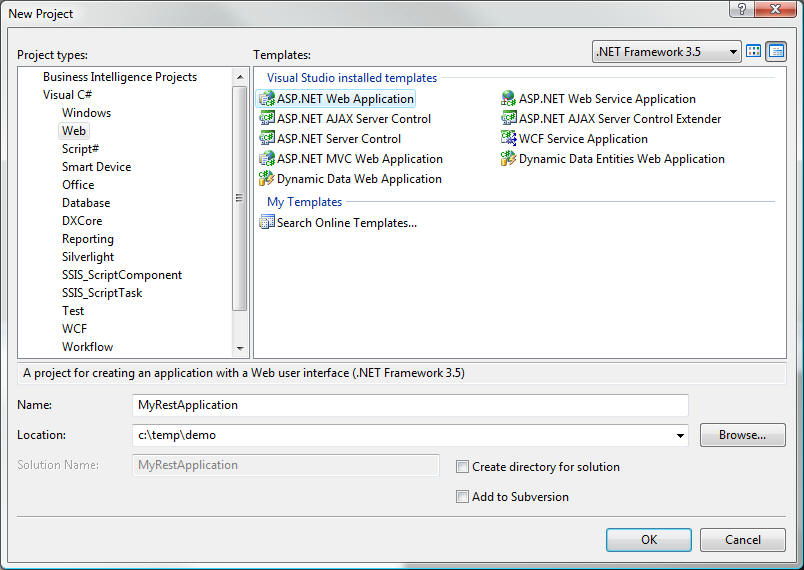 New Project
Project types:
Templates:
.NET Framework 3.5
Business Intelligence Projects
Visual C#
Windows
Web
Script#
Smart Device
Office
Database
DXCore
Reporting
Silverlight
SSIS_ScriptComponent
SSIS_ScriptTask
Test
WCF
Workflow
Visual Studio installed templates
ASP.NET Web Application
ASP.NET Web Service Application
ASP.NET AJAX Server Control
ASP.NET AJAX Server Control Extender
ASP.NET Server Control
WCF Service Application
ASP.NET MVC Web Application
Dynamic Data Entities Web Application
Dynamic Data Web Application
My Templates
Search Online Templates...
A project for creating an application with a Web user interface (.NET Framework 3.5)
Name:
MyRestApplication
Location:
c:\temp\demo
Browse...
Solution Name:
MyRestApplication
Create directory for solution
Add to Subversion
OK
Cancel